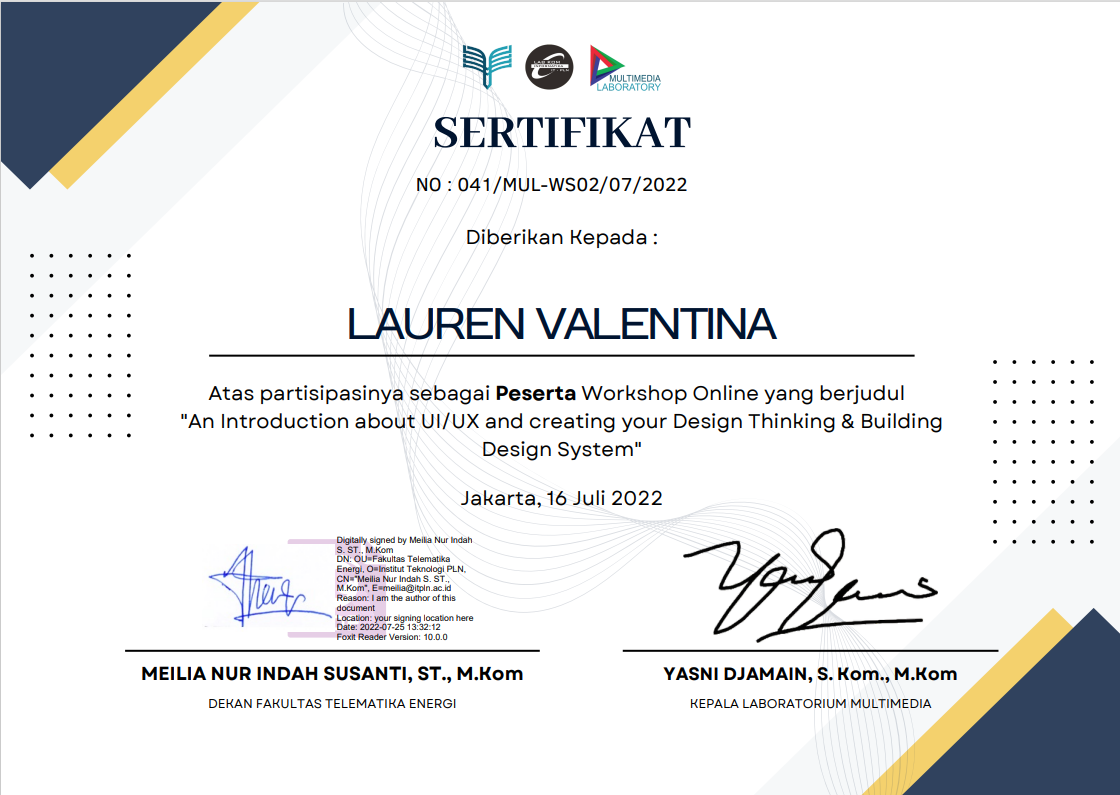 LAB KOM
INFORMATIKA
IT - PLN
MULTIMEDIA
LABORATORY
SERTIFIKAT
NO : 041/MUL-WS02/07/2022
Diberikan Kepada :
LAUREN VALENTINA
Atas partisipasinya sebagai Peserta Workshop Online yang berjudul
"An Introduction about UI/UX and creating your Design Thinking & Building
Design System"
Jakarta, 16 Juli 2022
Digitally signed by Meilia Nur Indah
S. ST., M.Kom
DN: OU=Fakultas Telematika
Energi, O=Institut Teknologi PLN,
CN="Meilia Nur Indah S. ST.,
M.Kom", E=meilia@itpln.ac.id
Reason: I am the author of this
document
Location: your signing location here
Date: 2022-07-25 13:32:12
Foxit Reader Version: 10.0.0
MEILIA NUR INDAH SUSANTI, ST., M.Kom
DEKAN FAKULTAS TELEMATIKA ENERGI
YASNI DJAMAIN, S. Kom., M.Kom
KEPALA LABORATORIUM MULTIMEDIA